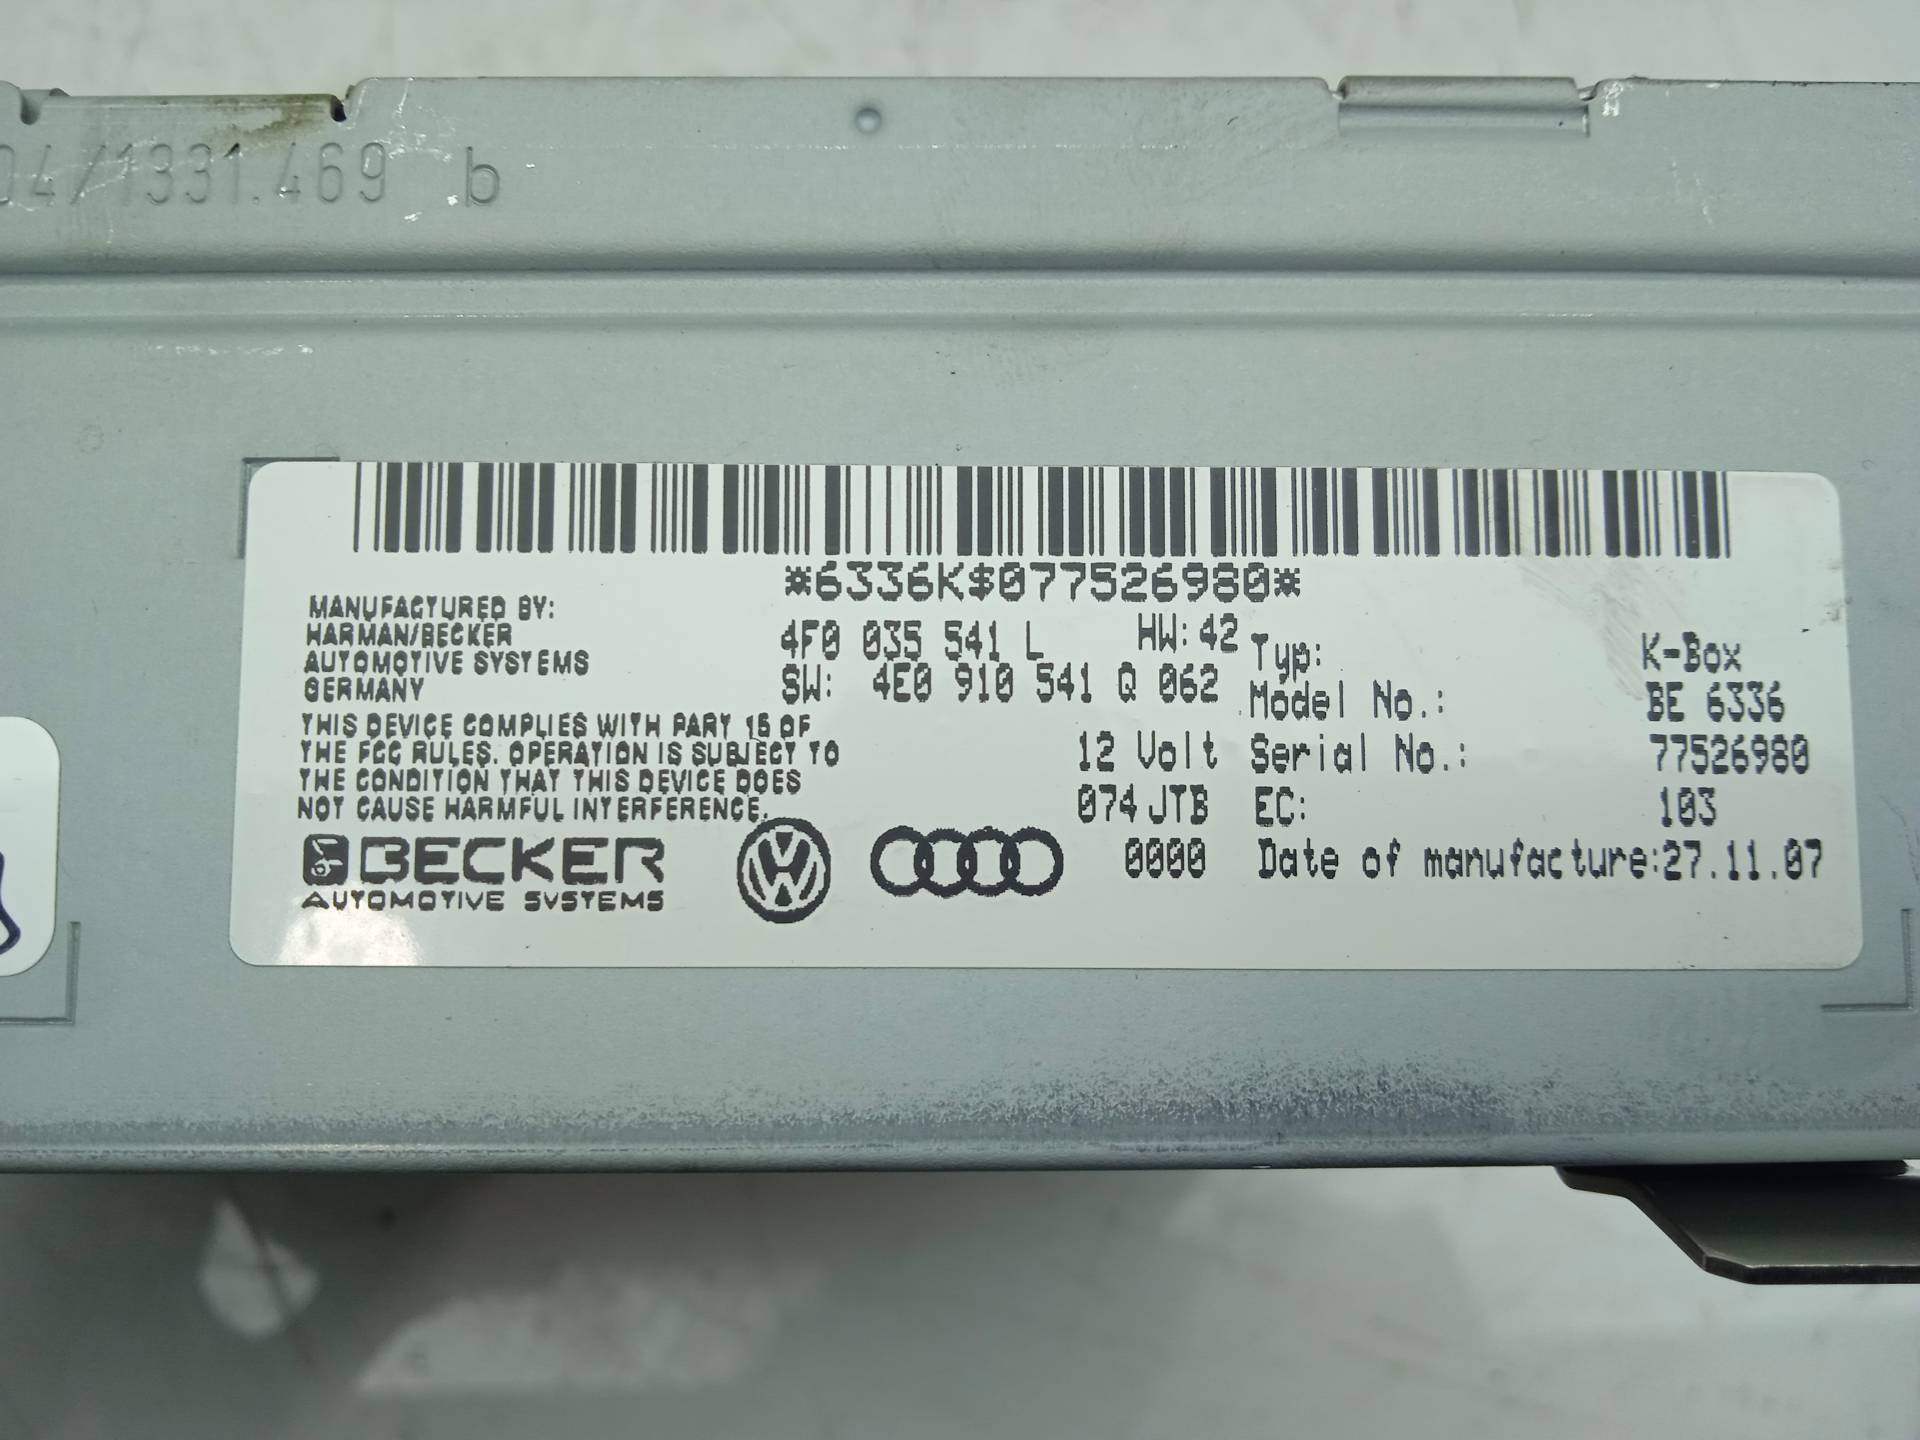 04/1331.469 b
*6336K$077526980*
MANUFACTURED BY:
HARMAN/BECKER
AUTOMOTIVE SYSTEMS
GERMANY
4F0 035 541 L HW: 42
SW: 4E0 910 541 Q 062
THIS DEVICE COMPLIES WITH PART 15 OF
THE FCC RULES. OPERATION IS SUBJECT TO
THE CONDITION THAT THIS DEVICE DOES
NOT CAUSE HARMFUL INTERFERENCE.
12 Volt
074 JTB
0000
Typ: K-Box
Model No.: BE 6336
Serial No.: 77526980
EC: 103
Date of manufacture:27.11.07
BECKER
AUTOMOTIVE SYSTEMS